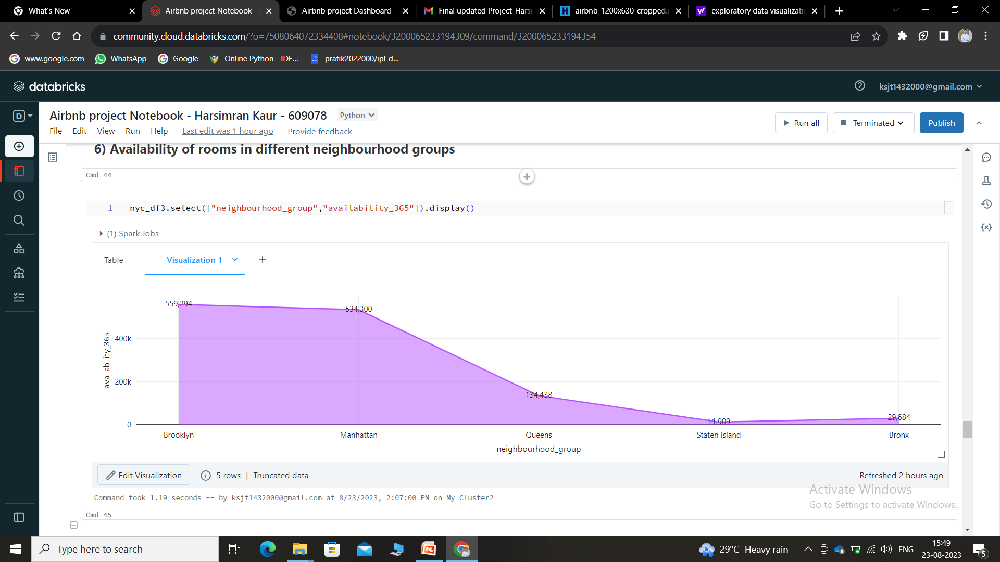 What's New
Airbnb project Notebook -
Airbnb project Dashboard -
Final updated Project-Harsi
airbnb-1200x630-cropped.j
exploratory data visualizati
community.cloud.databricks.com/?o=7508064072334408#notebook/3200065233194309/command/3200065233194354
www.google.com
WhatsApp
Google
Online Python - IDE...
pratik2022000/ipl-d...
databricks
ksjt1432000@gmail.com
D
Airbnb project Notebook - Harsimran Kaur - 609078
Python
File
Edit
View
Run
Help
Last edit was 1 hour ago
Provide feedback
Run all
Terminated
Publish
6) Availability of rooms in different neighbourhood groups
Cmd 44
1 nyc_df3.select(["neighbourhood_group","availability_365"]).display()
(1) Spark Jobs
Table
Visualization 1
559,294
534,300
134,438
11,909
29,684
availability_365
400k
200k
0
Brooklyn
Manhattan
Queens
Staten Island
Bronx
neighbourhood_group
Edit Visualization
5 rows | Truncated data
Refreshed 2 hours ago
Activate Windows
Go to Settings to activate Windows.
Command took 1.19 seconds -- by ksjt1432000@gmail.com at 8/23/2023, 2:07:00 PM on My Cluster2
Cmd 45
Type here to search
29°C Heavy rain
ENG
15:49
23-08-2023
5